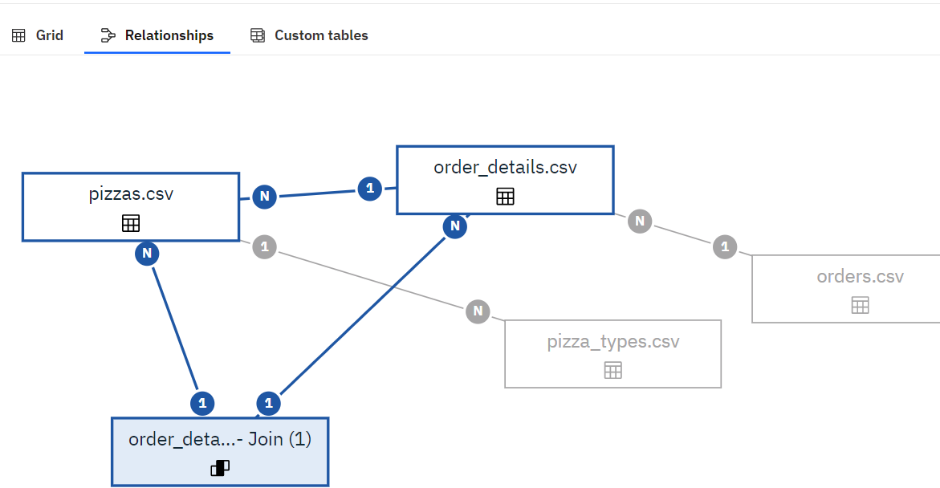 Grid Relationships Custom tables
order_details.csv
pizzas.csv
N 1
N
N
1
N
1
orders.csv
N
pizza_types.csv
1 1
order_deta...- Join (1)